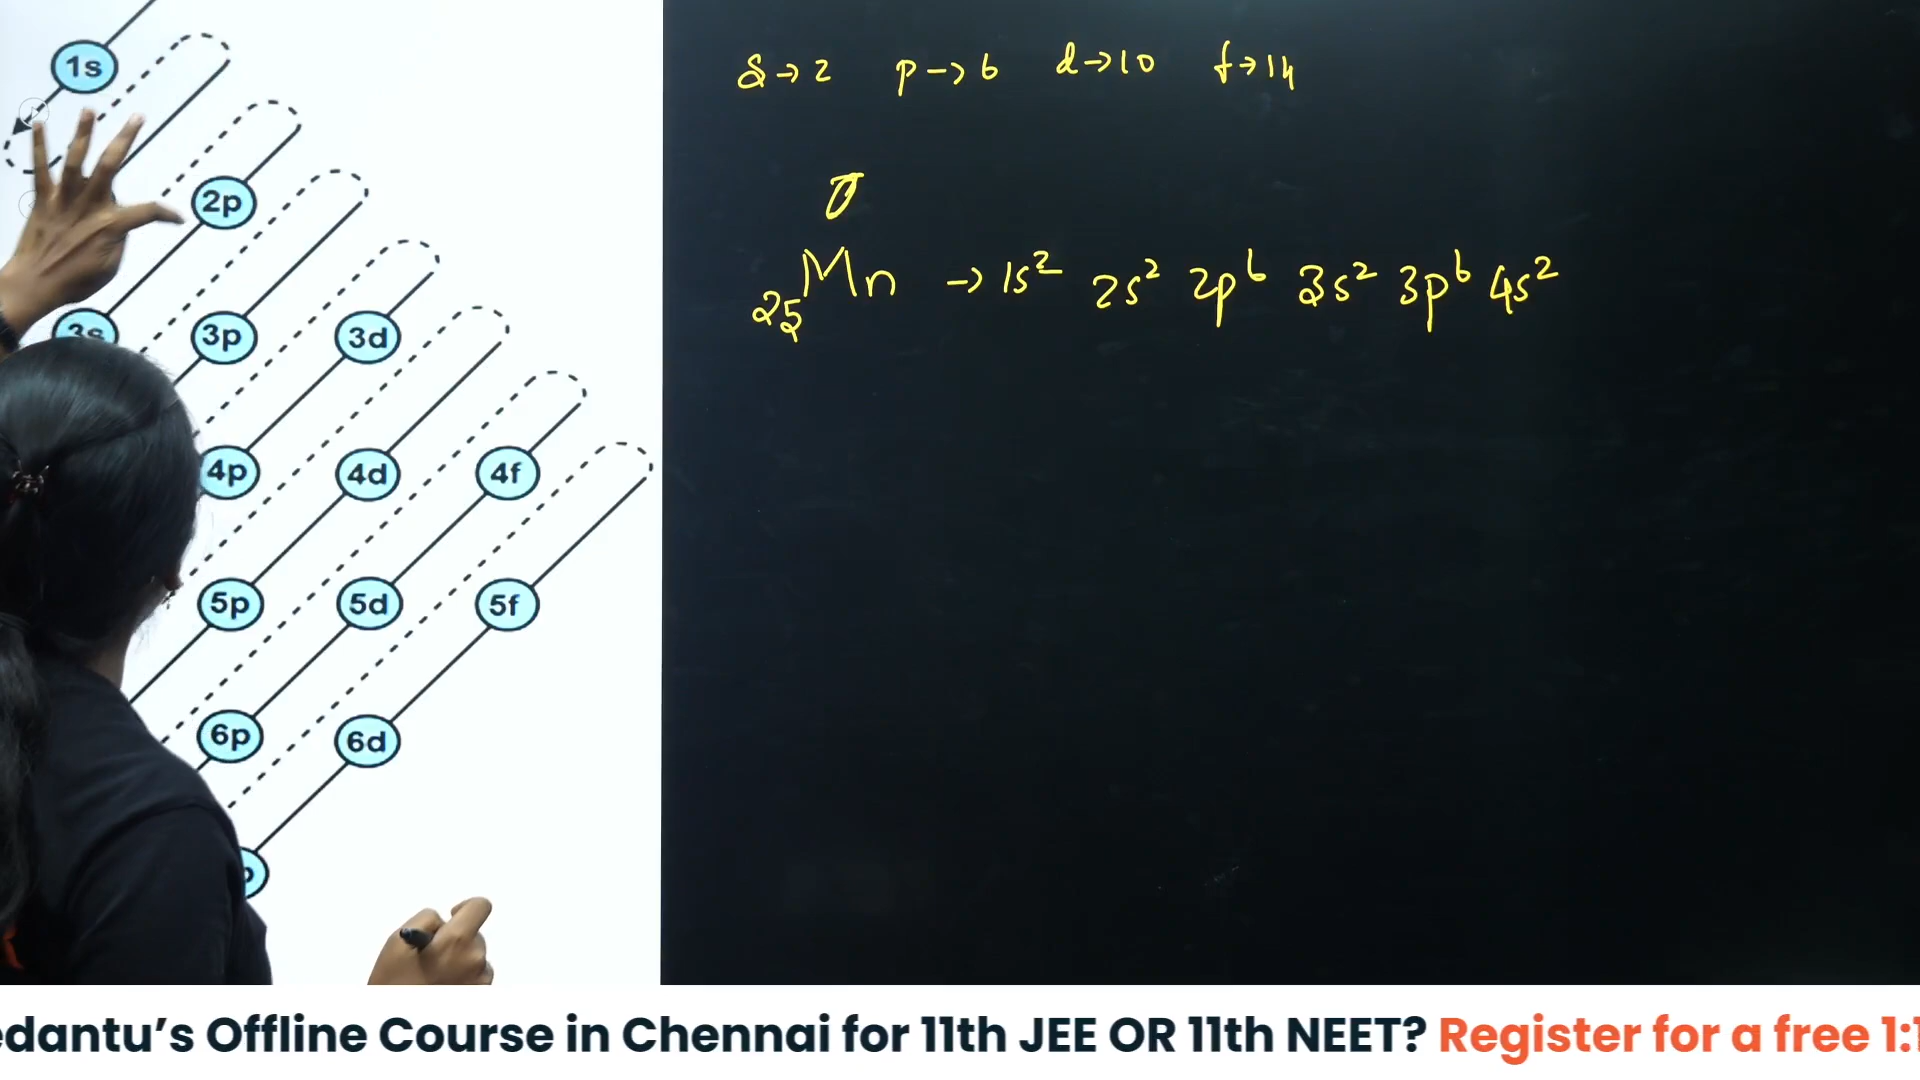 1s
2p
3s 3p 3d
4p 4d 4f
5p 5d 5f
6p 6d
s→2 p→6 d→10 f→14
25Mn → 1s² 2s² 2p⁶ 3s² 3p⁶ 4s²
edantu’s Offline Course in Chennai for 11th JEE OR 11th NEET? Register for a free 1:1